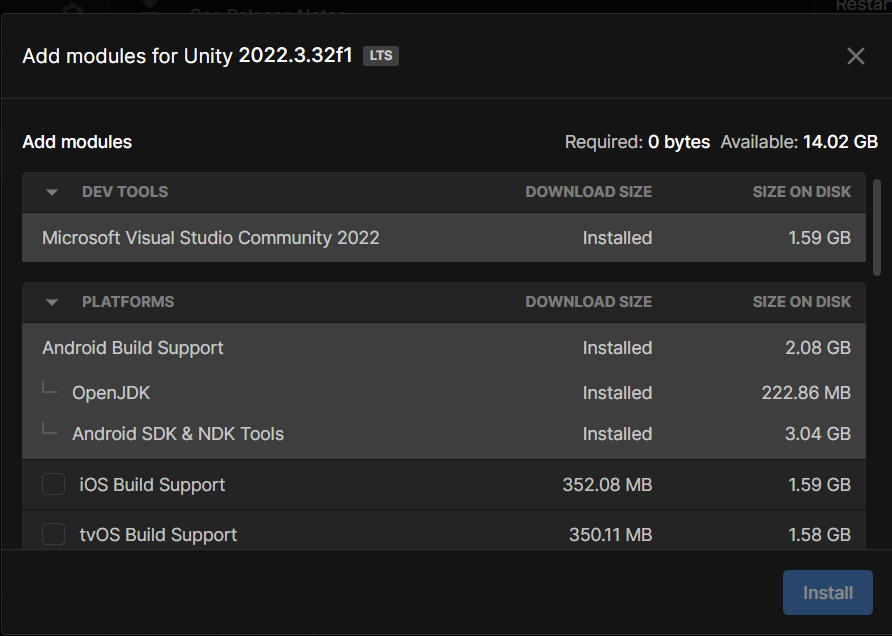 Restar
See Release Notes
Add modules for Unity 2022.3.32f1 LTS
Add modules Required: 0 bytes Available: 14.02 GB
DEV TOOLS DOWNLOAD SIZE SIZE ON DISK
Microsoft Visual Studio Community 2022 Installed 1.59 GB
PLATFORMS DOWNLOAD SIZE SIZE ON DISK
Android Build Support Installed 2.08 GB
OpenJDK Installed 222.86 MB
Android SDK & NDK Tools Installed 3.04 GB
iOS Build Support 352.08 MB 1.59 GB
tvOS Build Support 350.11 MB 1.58 GB
Install